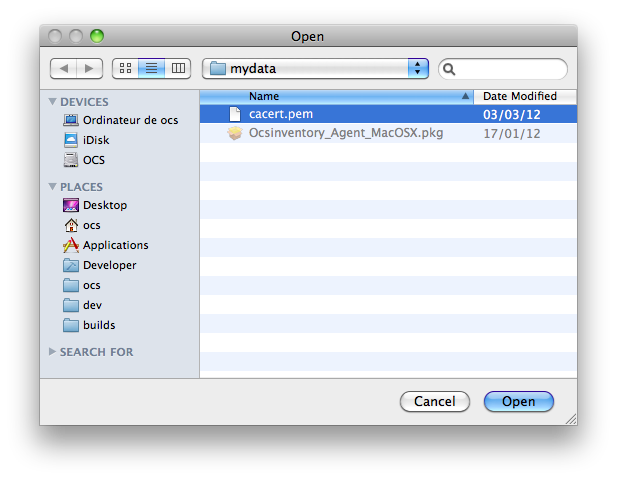 Open
mydata
Name
Date Modified
DEVICES
Ordinateur de ocs
iDisk
OCS
PLACES
Desktop
ocs
Applications
Developer
ocs
dev
builds
SEARCH FOR
cacert.pem 03/03/12
Ocsinventory_Agent_MacOSX.pkg 17/01/12
Cancel
Open